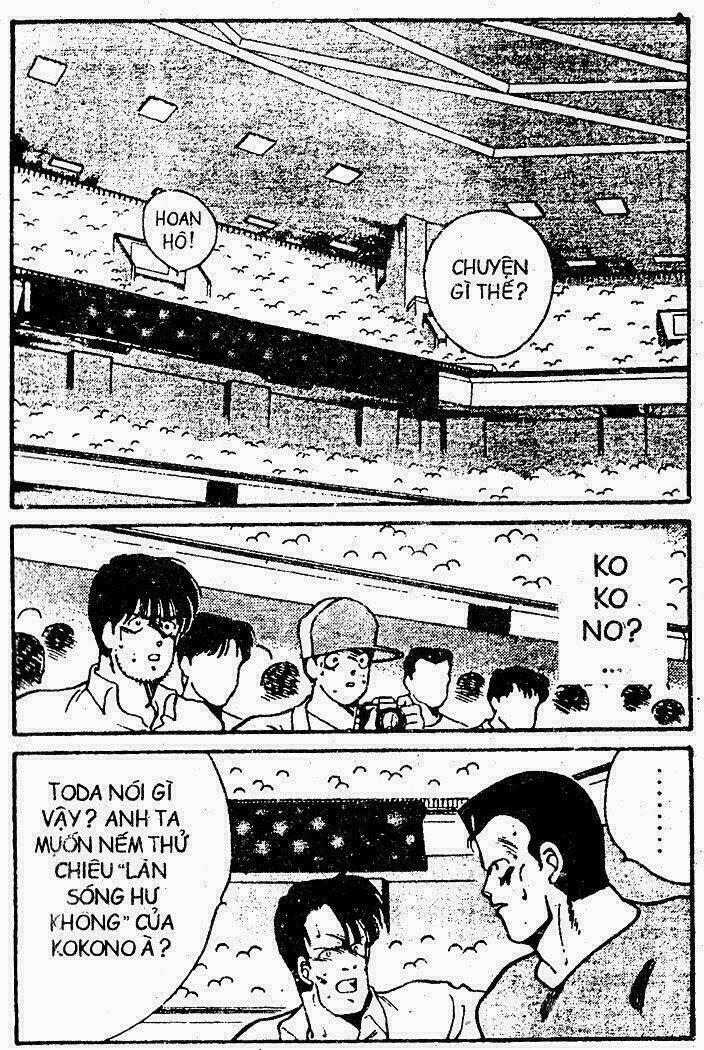 HOAN
HÔ!
CHUYỆN
GÌ THẾ?
KO
KO
NO?
...
TODA NÓI GÌ
VẬY? ANH TA
MUỐN NẾM THỬ
CHIÊU "LÀN
SÓNG HƯ
KHÔNG" CỦA
KOKONO À?
........